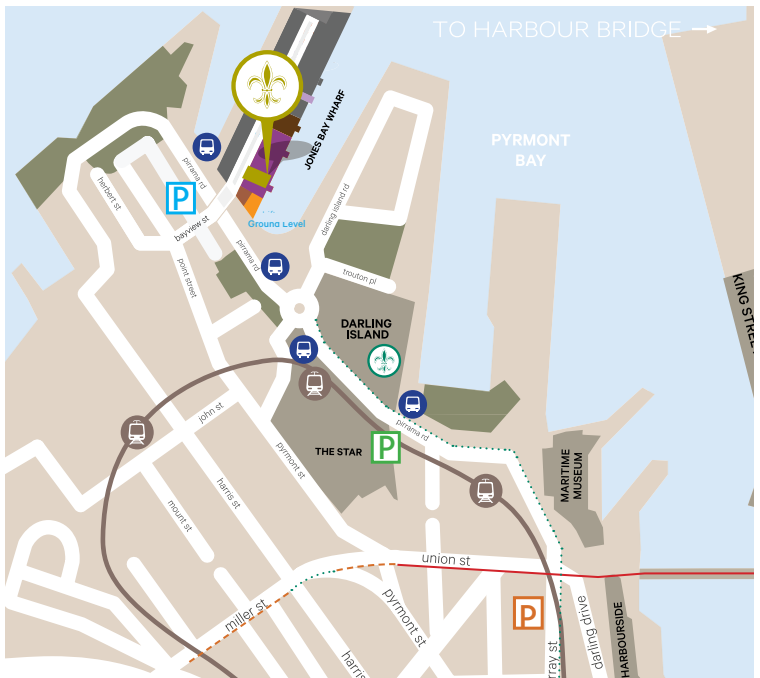 TO HARBOUR BRIDGE
PYRMONT
BAY
JONES BAY WHARF
pirrama rd
P
herbert st
bayview st
Ground Level
darling island rd
pirrama rd
point street
trouton pl
KING STREET
DARLING
ISLAND
john st
pirrama rd
THE STAR
P
pyrmont st
MARITIME
MUSEUM
harris st
mount st
union st
miller st
pyrmont st
P
darling drive
HARBOURSIDE
harris
rray st